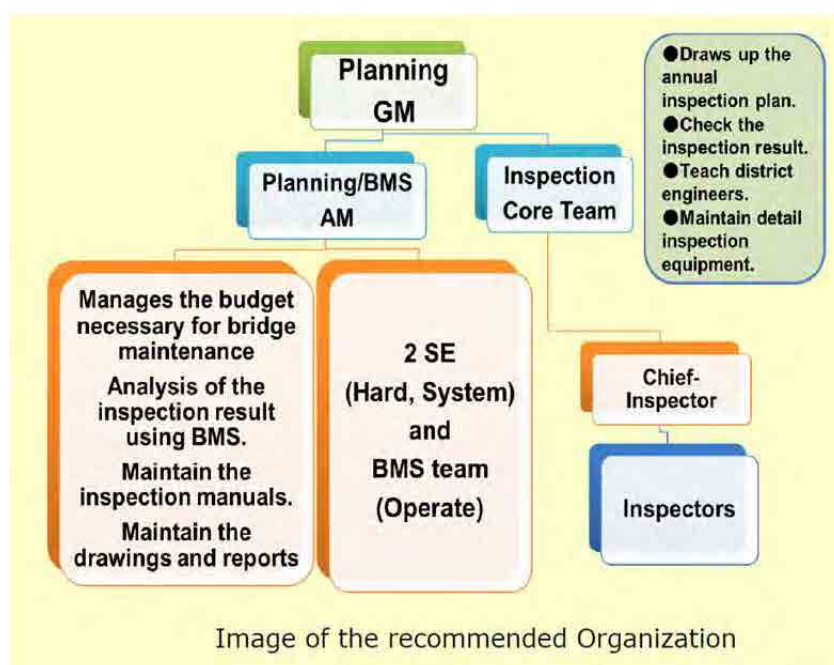 Planning
GM
Planning/BMS
AM
Inspection
Core Team
●Draws up the
annual
inspection plan.
●Check the
inspection result.
●Teach district
engineers.
●Maintain detail
inspection
equipment.
Manages the budget
necessary for bridge
maintenance
Analysis of the
inspection result
using BMS.
Maintain the
inspection manuals.
Maintain the
drawings and reports
2 SE
(Hard, System)
and
BMS team
(Operate)
Chief-
Inspector
Inspectors
Image of the recommended Organization